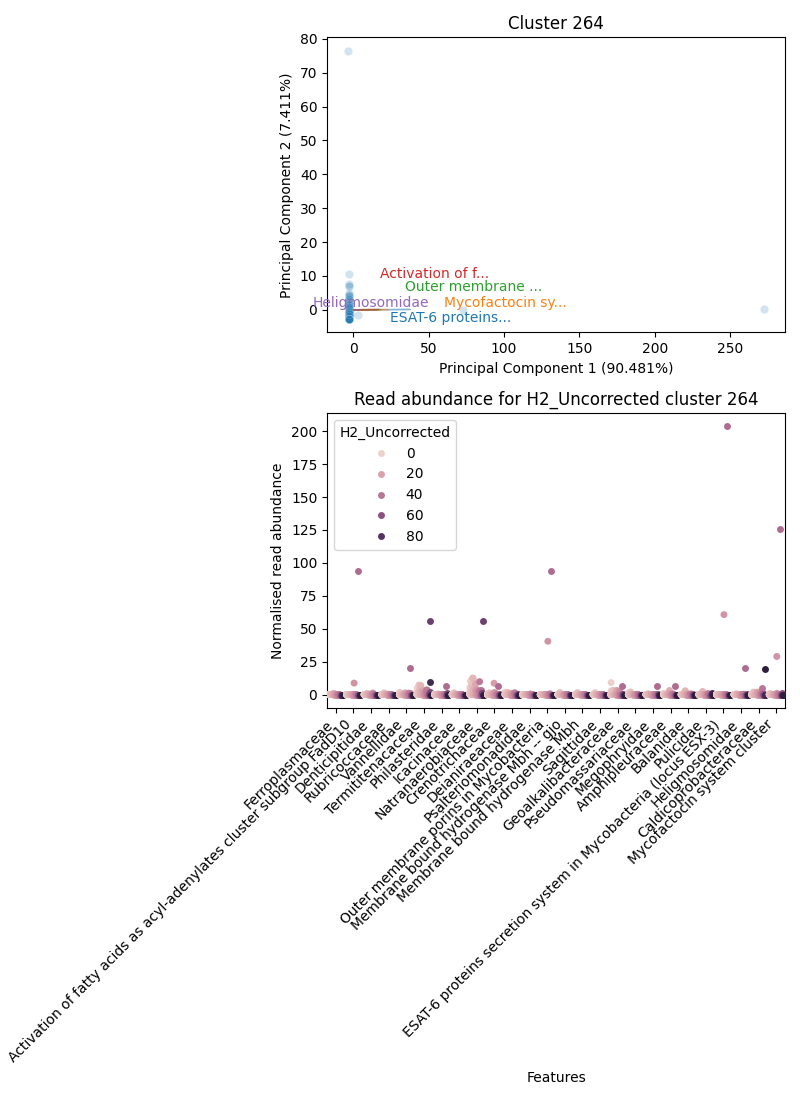 Cluster 264
Principal Component 2 (7.411%)
80
70
60
50
40
30
20
10
0
Activation of f...
Outer membrane ...
Heligmosomidae
Mycofactocin sy...
ESAT-6 proteins...
0
50
100
150
200
250
Principal Component 1 (90.481%)
Read abundance for H2_Uncorrected cluster 264
Normalised read abundance
200
175
150
125
100
75
50
25
0
H2_Uncorrected
0
20
40
60
80
Ferroplasmaceae
Activation of fatty acids as acyl-adenylates cluster subgroup FadD10
Denticipitidae
Rubricoccaceae
Vannellidae
Termititenacaceae
Philasteridae
Icacinaceae
Natranaerobiaceae
Crenotrichaceae
Deianiraeaceae
Psalteriomonadidae
Outer membrane porins in Mycobacteria
Membrane bound hydrogenase Mbh -- gjo
Membrane bound hydrogenase Mbh
Sagittidae
Geoalkalibacteraceae
Pseudomassariaceae
Megophryidae
Amphipleuraceae
Balanidae
Pulicidae
ESAT-6 proteins secretion system in Mycobacteria (locus ESX-3)
Heligmosomidae
Caldicoprobacteraceae
Mycofactocin system cluster
Features